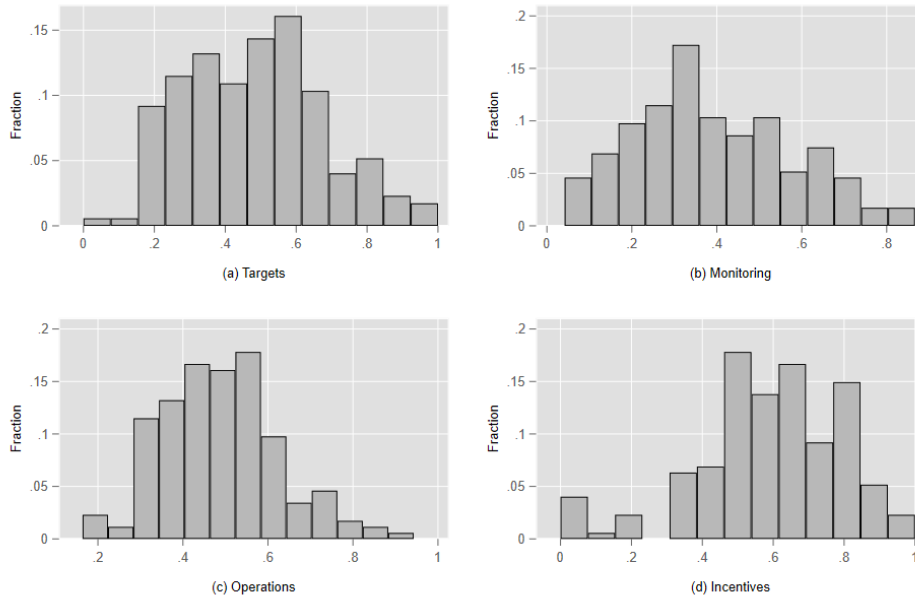 .15
.1
.05
0
Fraction
0 .2 .4 .6 .8 1
(a) Targets
.2
.15
.1
.05
0
Fraction
0 .2 .4 .6 .8
(b) Monitoring
.2
.15
.1
.05
0
Fraction
.2 .4 .6 .8 1
(c) Operations
.2
.15
.1
.05
0
Fraction
0 .2 .4 .6 .8 1
(d) Incentives